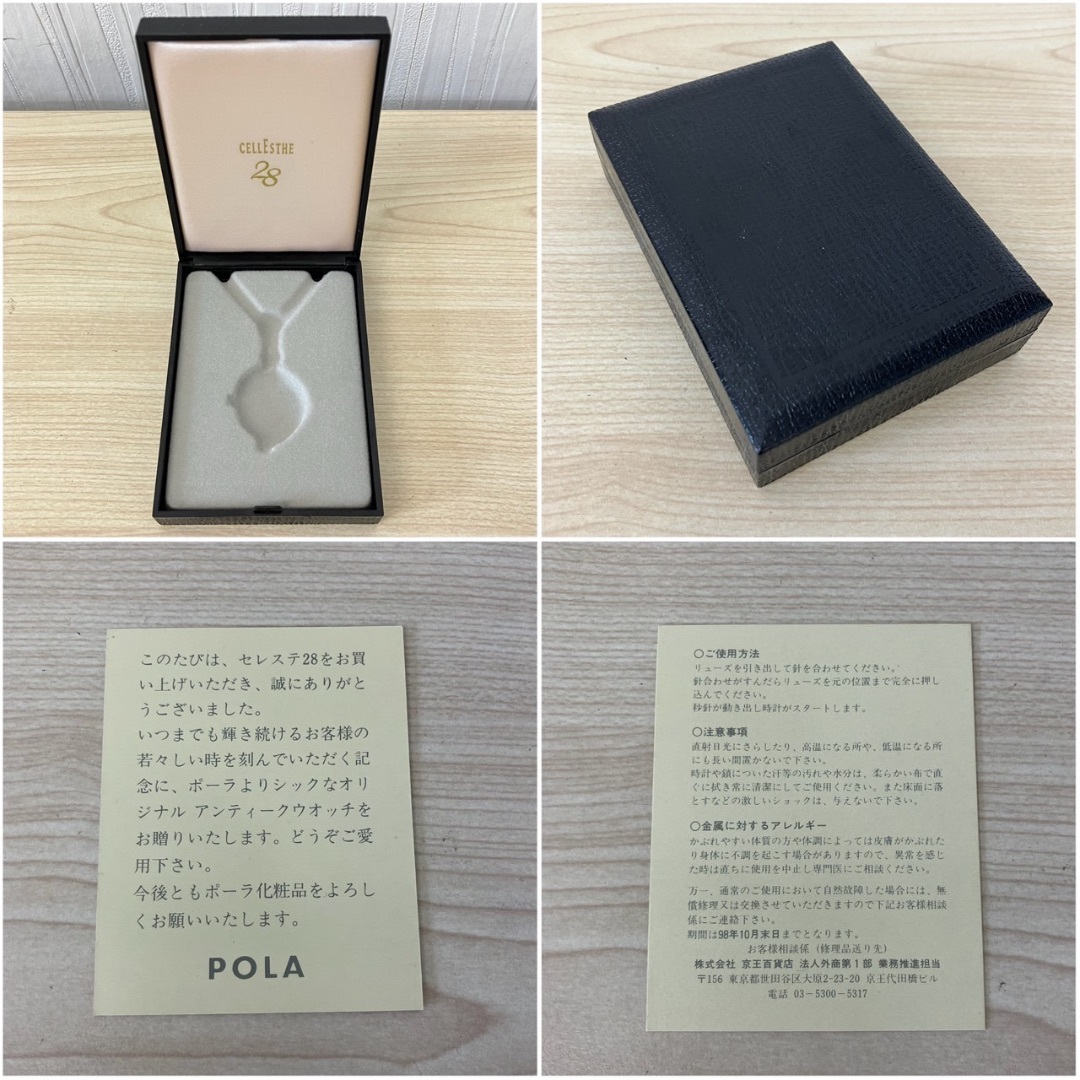 CELLESTHE
28
このたびは、セレステ28をお買
い上げいただき、誠にありがと
うございました。
いつまでも輝き続けるお客様の
若々しい時を刻んでいただく記
念に、ポーラよりシックなオリ
ジナル アンティークウオッチを
お贈りいたします。どうぞご愛
用下さい。
今後ともポーラ化粧品をよろし
くお願いいたします。
POLA
○ご使用方法
リューズを引き出して針を合わせてください。
針合わせがすんだらリューズを元の位置まで完全に押し
込んでください。
秒針が動き出し時計がスタートします。
○注意事項
直射日光にさらしたり、高温になる所や、低温になる所
にも長い間置かないで下さい。
時計や鎖についた汗等の汚れや水分は、柔らかい布で直
ぐに拭き常に清潔にしてご使用ください。また床面に落
とすなどの激しいショックは、与えないで下さい。
○金属に対するアレルギー
かぶれやすい体質の方や体調によっては皮膚がかぶれた
り身体に不調を起こす場合がありますので、異常を感じ
た時は直ちに使用を中止し専門医にご相談ください。
万一、通常のご使用において自然故障した場合には、無
償修理又は交換させていただきますので下記お客様相談
係にご連絡下さい。
期間は98年10月末日までとなります。
お客様相談係（修理品送り先）
株式会社 京王百貨店 法人外商第1部 業務推進担当
〒156 東京都世田谷区大原2-23-20 京王代田橋ビル
電話 03-5300-5317